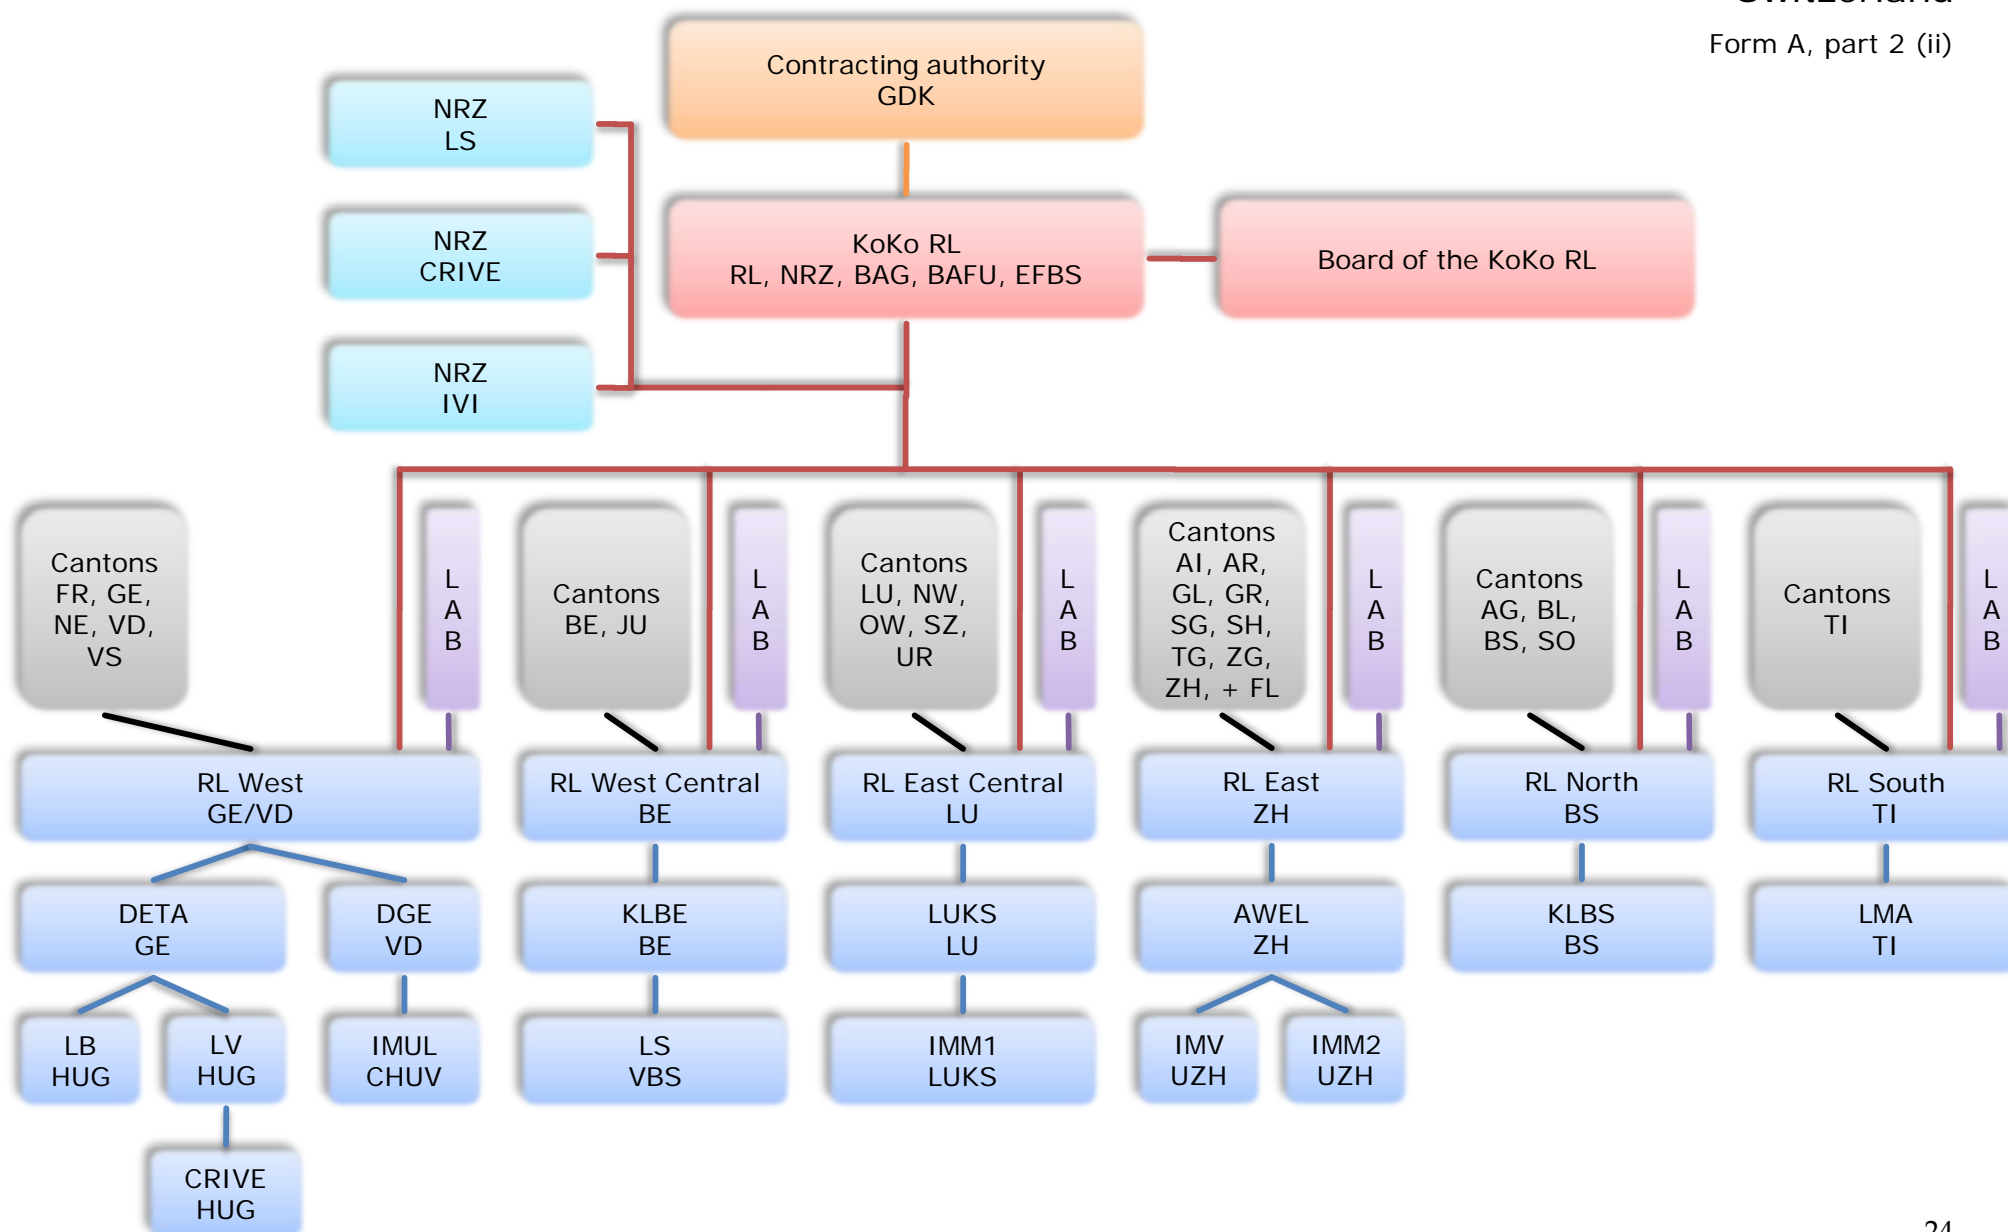 Switzerland
Form A, part 2 (ii)
Contracting authority
GDK
NRZ
LS
NRZ
CRIVE
NRZ
IVI
KoKo RL
RL, NRZ, BAG, BAFU, EFBS
Board of the KoKo RL
Cantons
FR, GE,
NE, VD,
VS
L
A
B
Cantons
BE, JU
L
A
B
Cantons
LU, NW,
OW, SZ,
UR
L
A
B
Cantons
AI, AR,
GL, GR,
SG, SH,
TG, ZG,
ZH, + FL
L
A
B
Cantons
AG, BL,
BS, SO
L
A
B
Cantons
TI
L
A
B
RL West
GE/VD
RL West Central
BE
RL East Central
LU
RL East
ZH
RL North
BS
RL South
TI
DETA
GE
DGE
VD
KLBE
BE
LUKS
LU
AWEL
ZH
KLBS
BS
LMA
TI
LB
HUG
LV
HUG
IMUL
CHUV
LS
VBS
IMM1
LUKS
IMV
UZH
IMM2
UZH
CRIVE
HUG
24